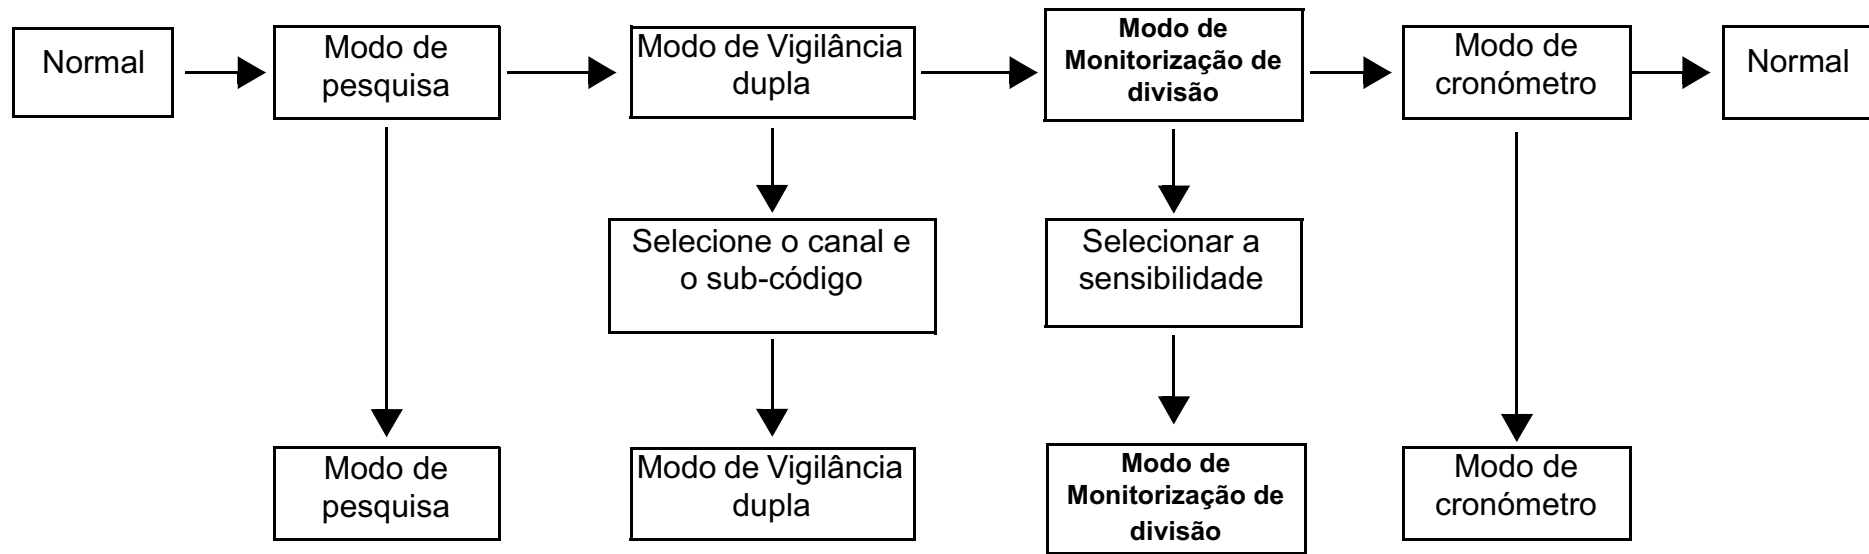 Normal
Modo de
pesquisa
Modo de Vigilância
dupla
Modo de
Monitorização de
divisão
Modo de
cronómetro
Normal
Selecione o canal e
o sub-código
Selecionar a
sensibilidade
Modo de
pesquisa
Modo de Vigilância
dupla
Modo de
Monitorização de
divisão
Modo de
cronómetro